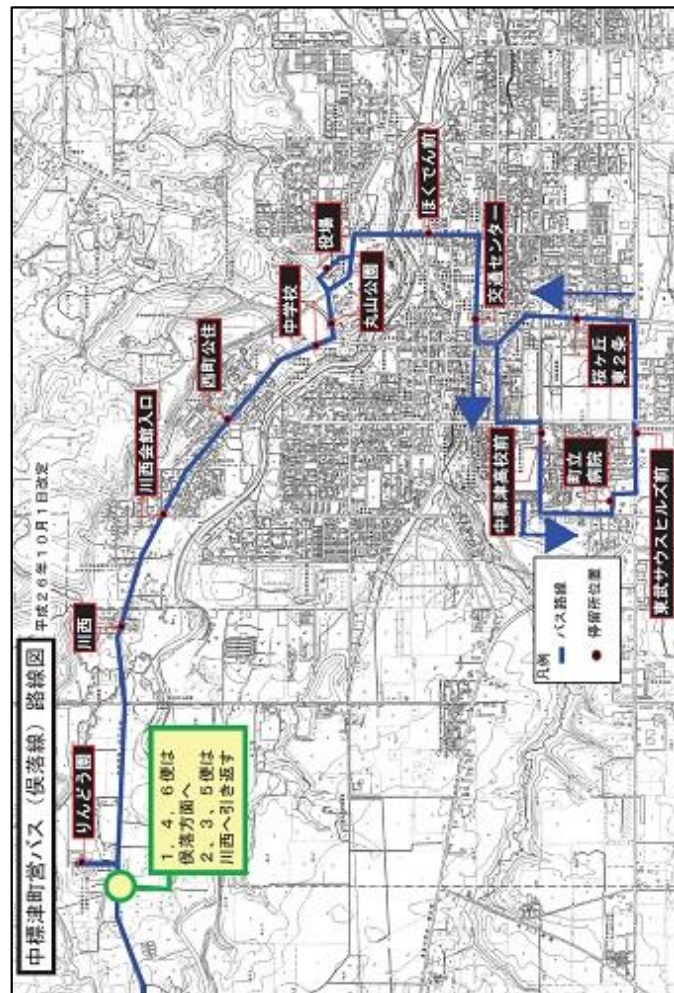 中標津町営バス（俣落線）路線図
平成26年10月1日改定
りんどう園
川西
川西会館入口
西町公住
中学校
役場
丸山公園
ほくでん前
交通センター
中標津高校前
町立
病院
桜ヶ丘
東2条
東武サウスヒルズ前
1、4、6便は
俣落方面へ
2、3、5便は
川西へ引き返す
凡例
バス路線
停留所位置